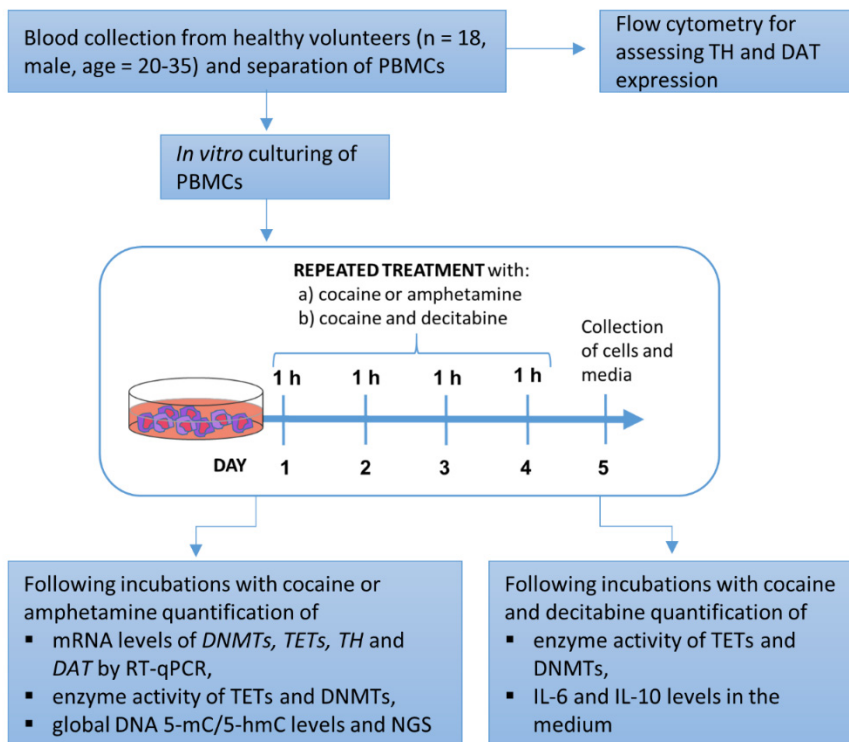 Blood collection from healthy volunteers (n = 18,
male, age = 20-35) and separation of PBMCs
Flow cytometry for
assessing TH and DAT
expression
In vitro culturing of
PBMCs
REPEATED TREATMENT with:
a) cocaine or amphetamine
b) cocaine and decitabine
Collection
of cells and
media
1 h 1 h 1 h 1 h
DAY 1 2 3 4 5
Following incubations with cocaine or
amphetamine quantification of
▪ mRNA levels of DNMTs, TETs, TH and
DAT by RT-qPCR,
▪ enzyme activity of TETs and DNMTs,
▪ global DNA 5-mC/5-hmC levels and NGS
Following incubations with cocaine
and decitabine quantification of
▪ enzyme activity of TETs and
DNMTs,
▪ IL-6 and IL-10 levels in the
medium